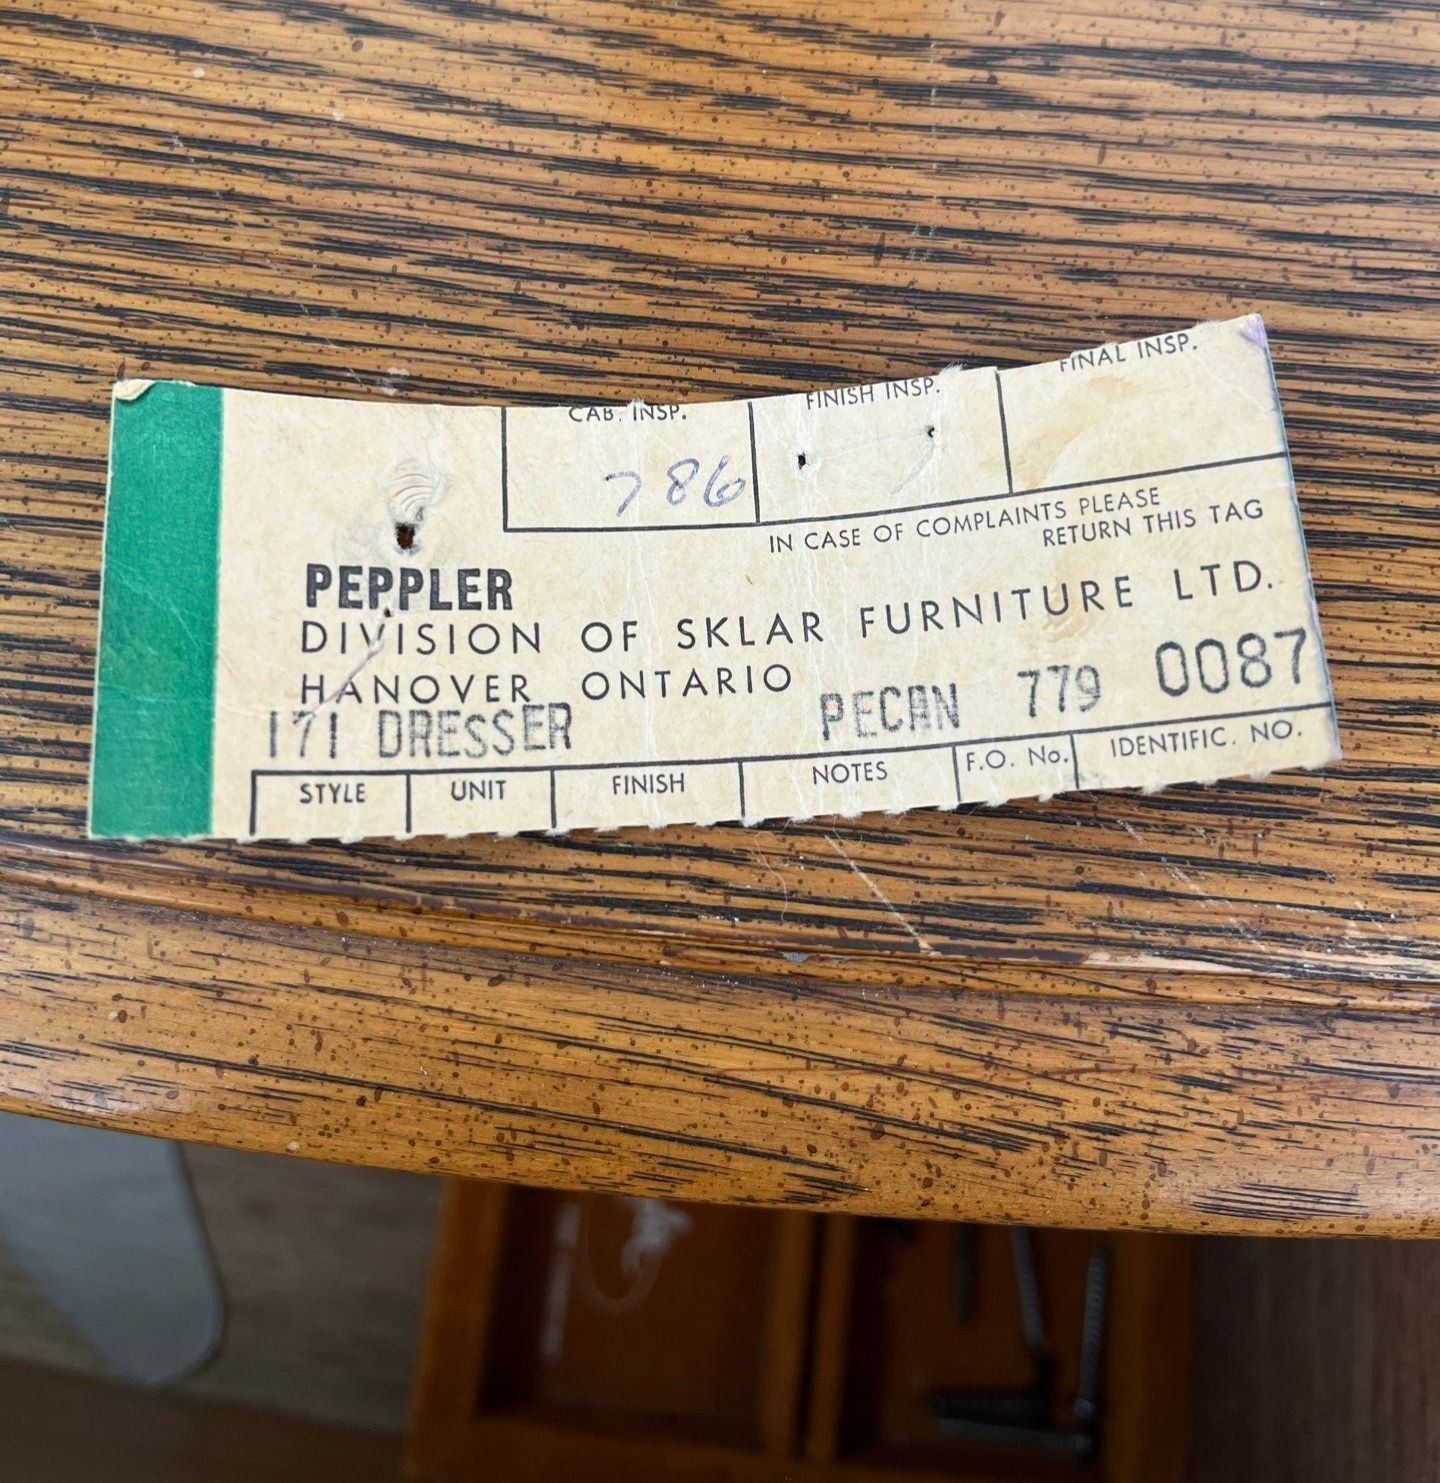 CAB. INSP. FINISH INSP. FINAL INSP.
786
IN CASE OF COMPLAINTS PLEASE
RETURN THIS TAG
PEPPLER
DIVISION OF SKLAR FURNITURE LTD.
HANOVER ONTARIO
171 DRESSER PECAN 779 0087
STYLE UNIT FINISH NOTES F.O. No. IDENTIFIC. NO.